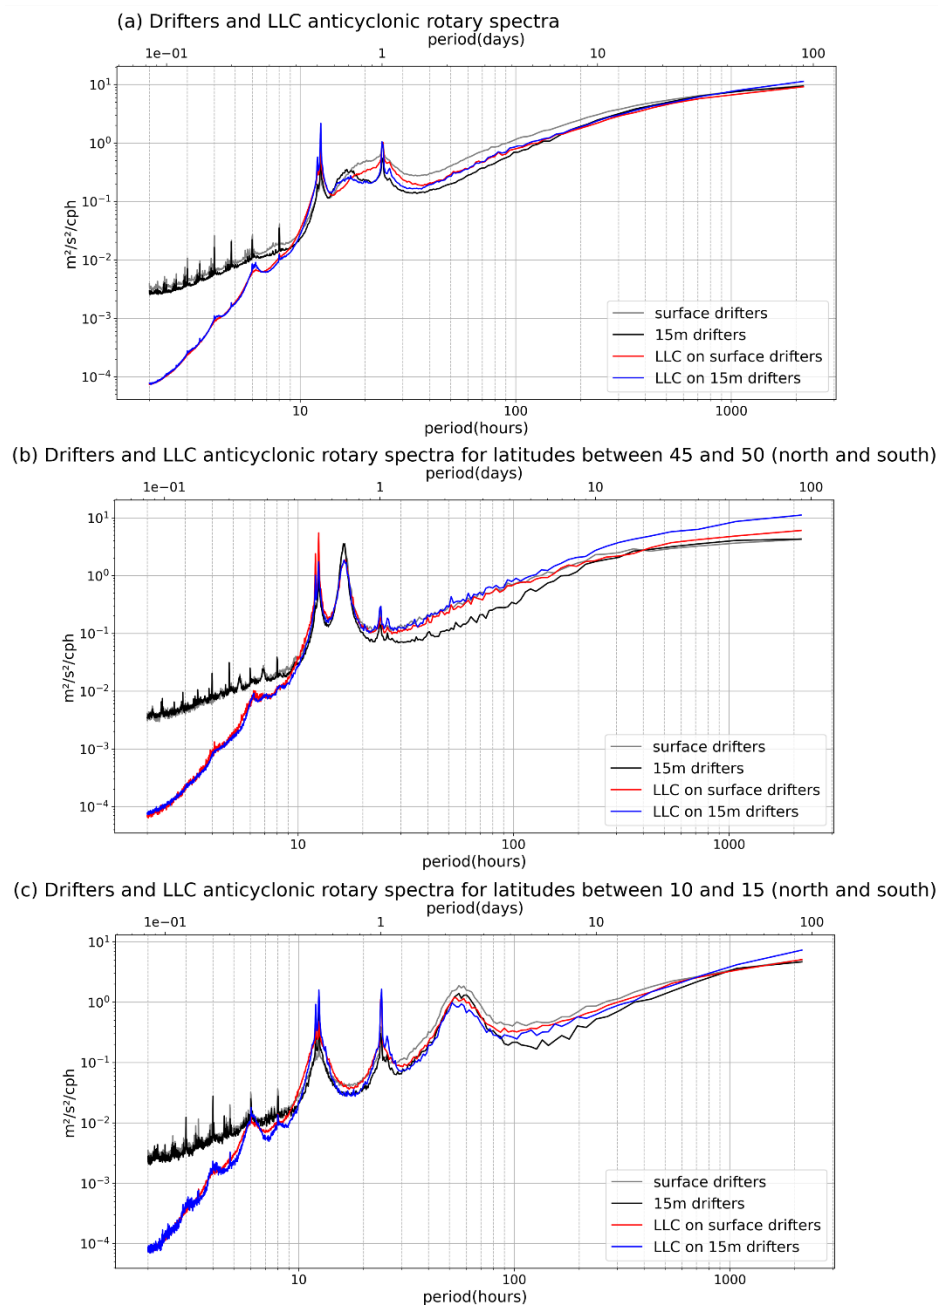 (a) Drifters and LLC anticyclonic rotary spectra
period(days)
1e−01 1 10 100
10¹
10⁰
10⁻¹
10⁻²
10⁻³
10⁻⁴
m²/s²/cph
surface drifters
15m drifters
LLC on surface drifters
LLC on 15m drifters
10 100 1000
period(hours)
(b) Drifters and LLC anticyclonic rotary spectra for latitudes between 45 and 50 (north and south)
period(days)
1e−01 1 10 100
10¹
10⁰
10⁻¹
10⁻²
10⁻³
10⁻⁴
m²/s²/cph
surface drifters
15m drifters
LLC on surface drifters
LLC on 15m drifters
10 100 1000
period(hours)
(c) Drifters and LLC anticyclonic rotary spectra for latitudes between 10 and 15 (north and south)
period(days)
1e−01 1 10 100
10¹
10⁰
10⁻¹
10⁻²
10⁻³
10⁻⁴
m²/s²/cph
surface drifters
15m drifters
LLC on surface drifters
LLC on 15m drifters
10 100 1000
period(hours)